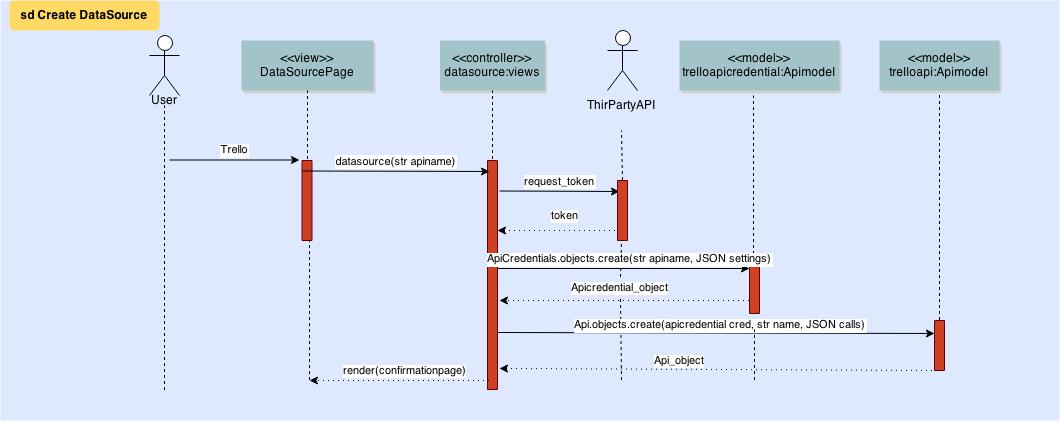 sd Create DataSource
User
<<view>>
DataSourcePage
<<controller>>
datasource:views
ThirPartyAPI
<<model>>
trelloapicredential:Apimodel
<<model>>
trelloapi:Apimodel
Trello
datasource(str apiname)
request_token
token
ApiCredentials.objects.create(str apiname, JSON settings)
Apicredential_object
Api.objects.create(apicredential cred, str name, JSON calls)
Api_object
render(confirmationpage)